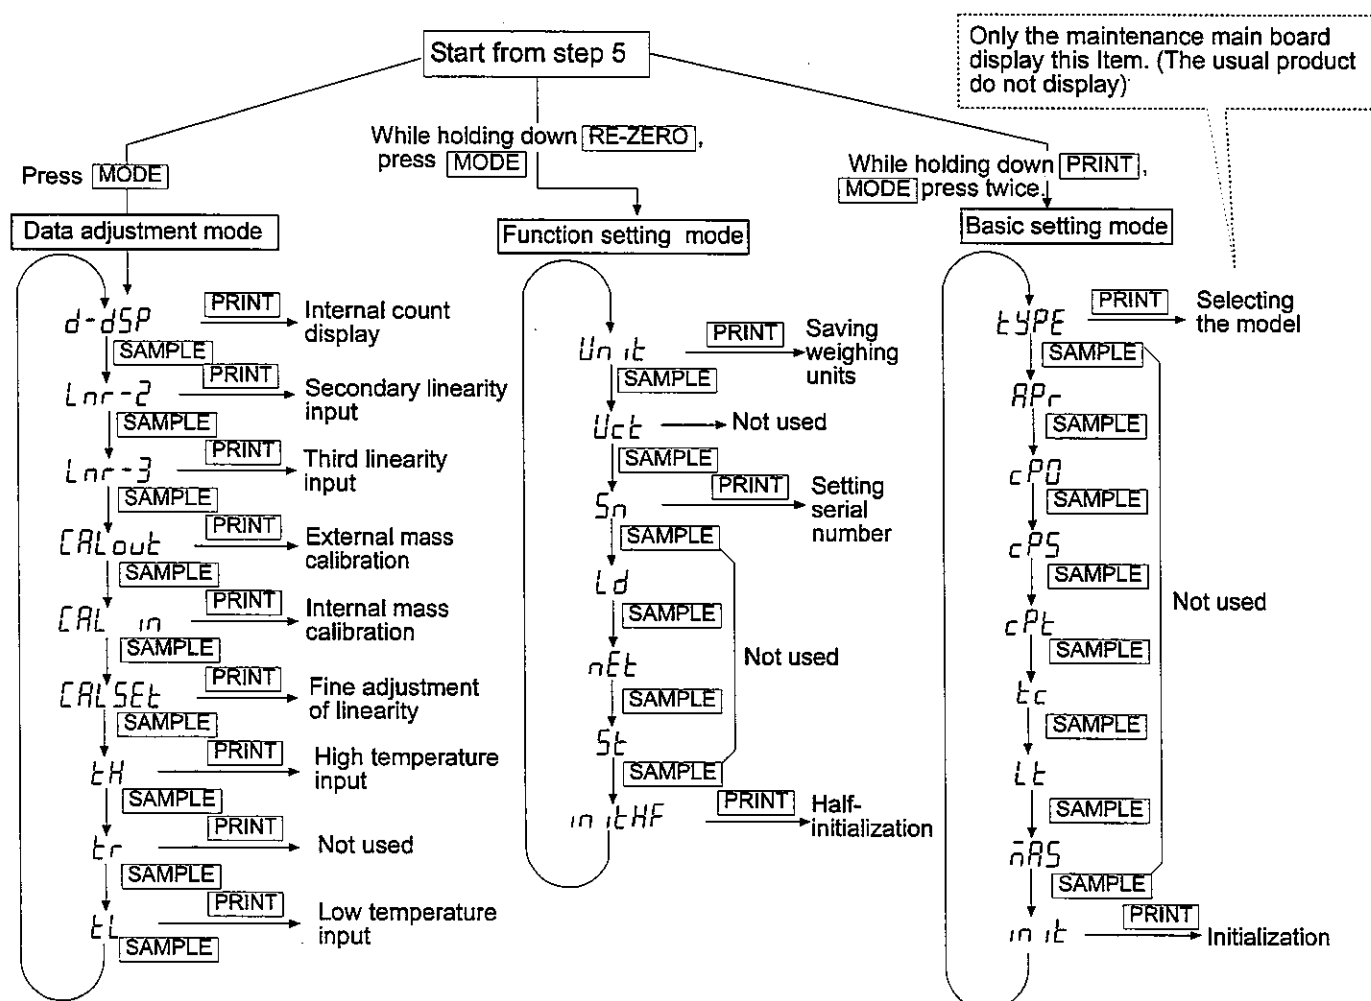 Start from step 5
Only the maintenance main board
display this Item. (The usual product
do not display)
Press MODE
While holding down RE-ZERO,
press MODE
While holding down PRINT,
MODE press twice.
Data adjustment mode
d-dSP
PRINT
Internal count
display
SAMPLE
Lnr-2
PRINT
Secondary linearity
input
SAMPLE
Lnr-3
PRINT
Third linearity
input
SAMPLE
CALout
PRINT
External mass
calibration
SAMPLE
CAL in
PRINT
Internal mass
calibration
SAMPLE
CALSEt
PRINT
Fine adjustment
of linearity
SAMPLE
tH
PRINT
High temperature
input
SAMPLE
tr
PRINT
Not used
SAMPLE
tL
PRINT
Low temperature
input
SAMPLE
Function setting mode
Unit
PRINT
Saving
weighing
units
SAMPLE
Uct
Not used
SAMPLE
Sn
PRINT
Setting
serial
number
SAMPLE
Ld
SAMPLE
nEt
Not used
SAMPLE
St
SAMPLE
initHF
PRINT
Half-
initialization
Basic setting mode
tYPE
PRINT
Selecting
the model
SAMPLE
APr
SAMPLE
cP0
SAMPLE
cPS
SAMPLE
Not used
cPt
SAMPLE
tc
SAMPLE
Lt
SAMPLE
mAS
SAMPLE
init
PRINT
Initialization